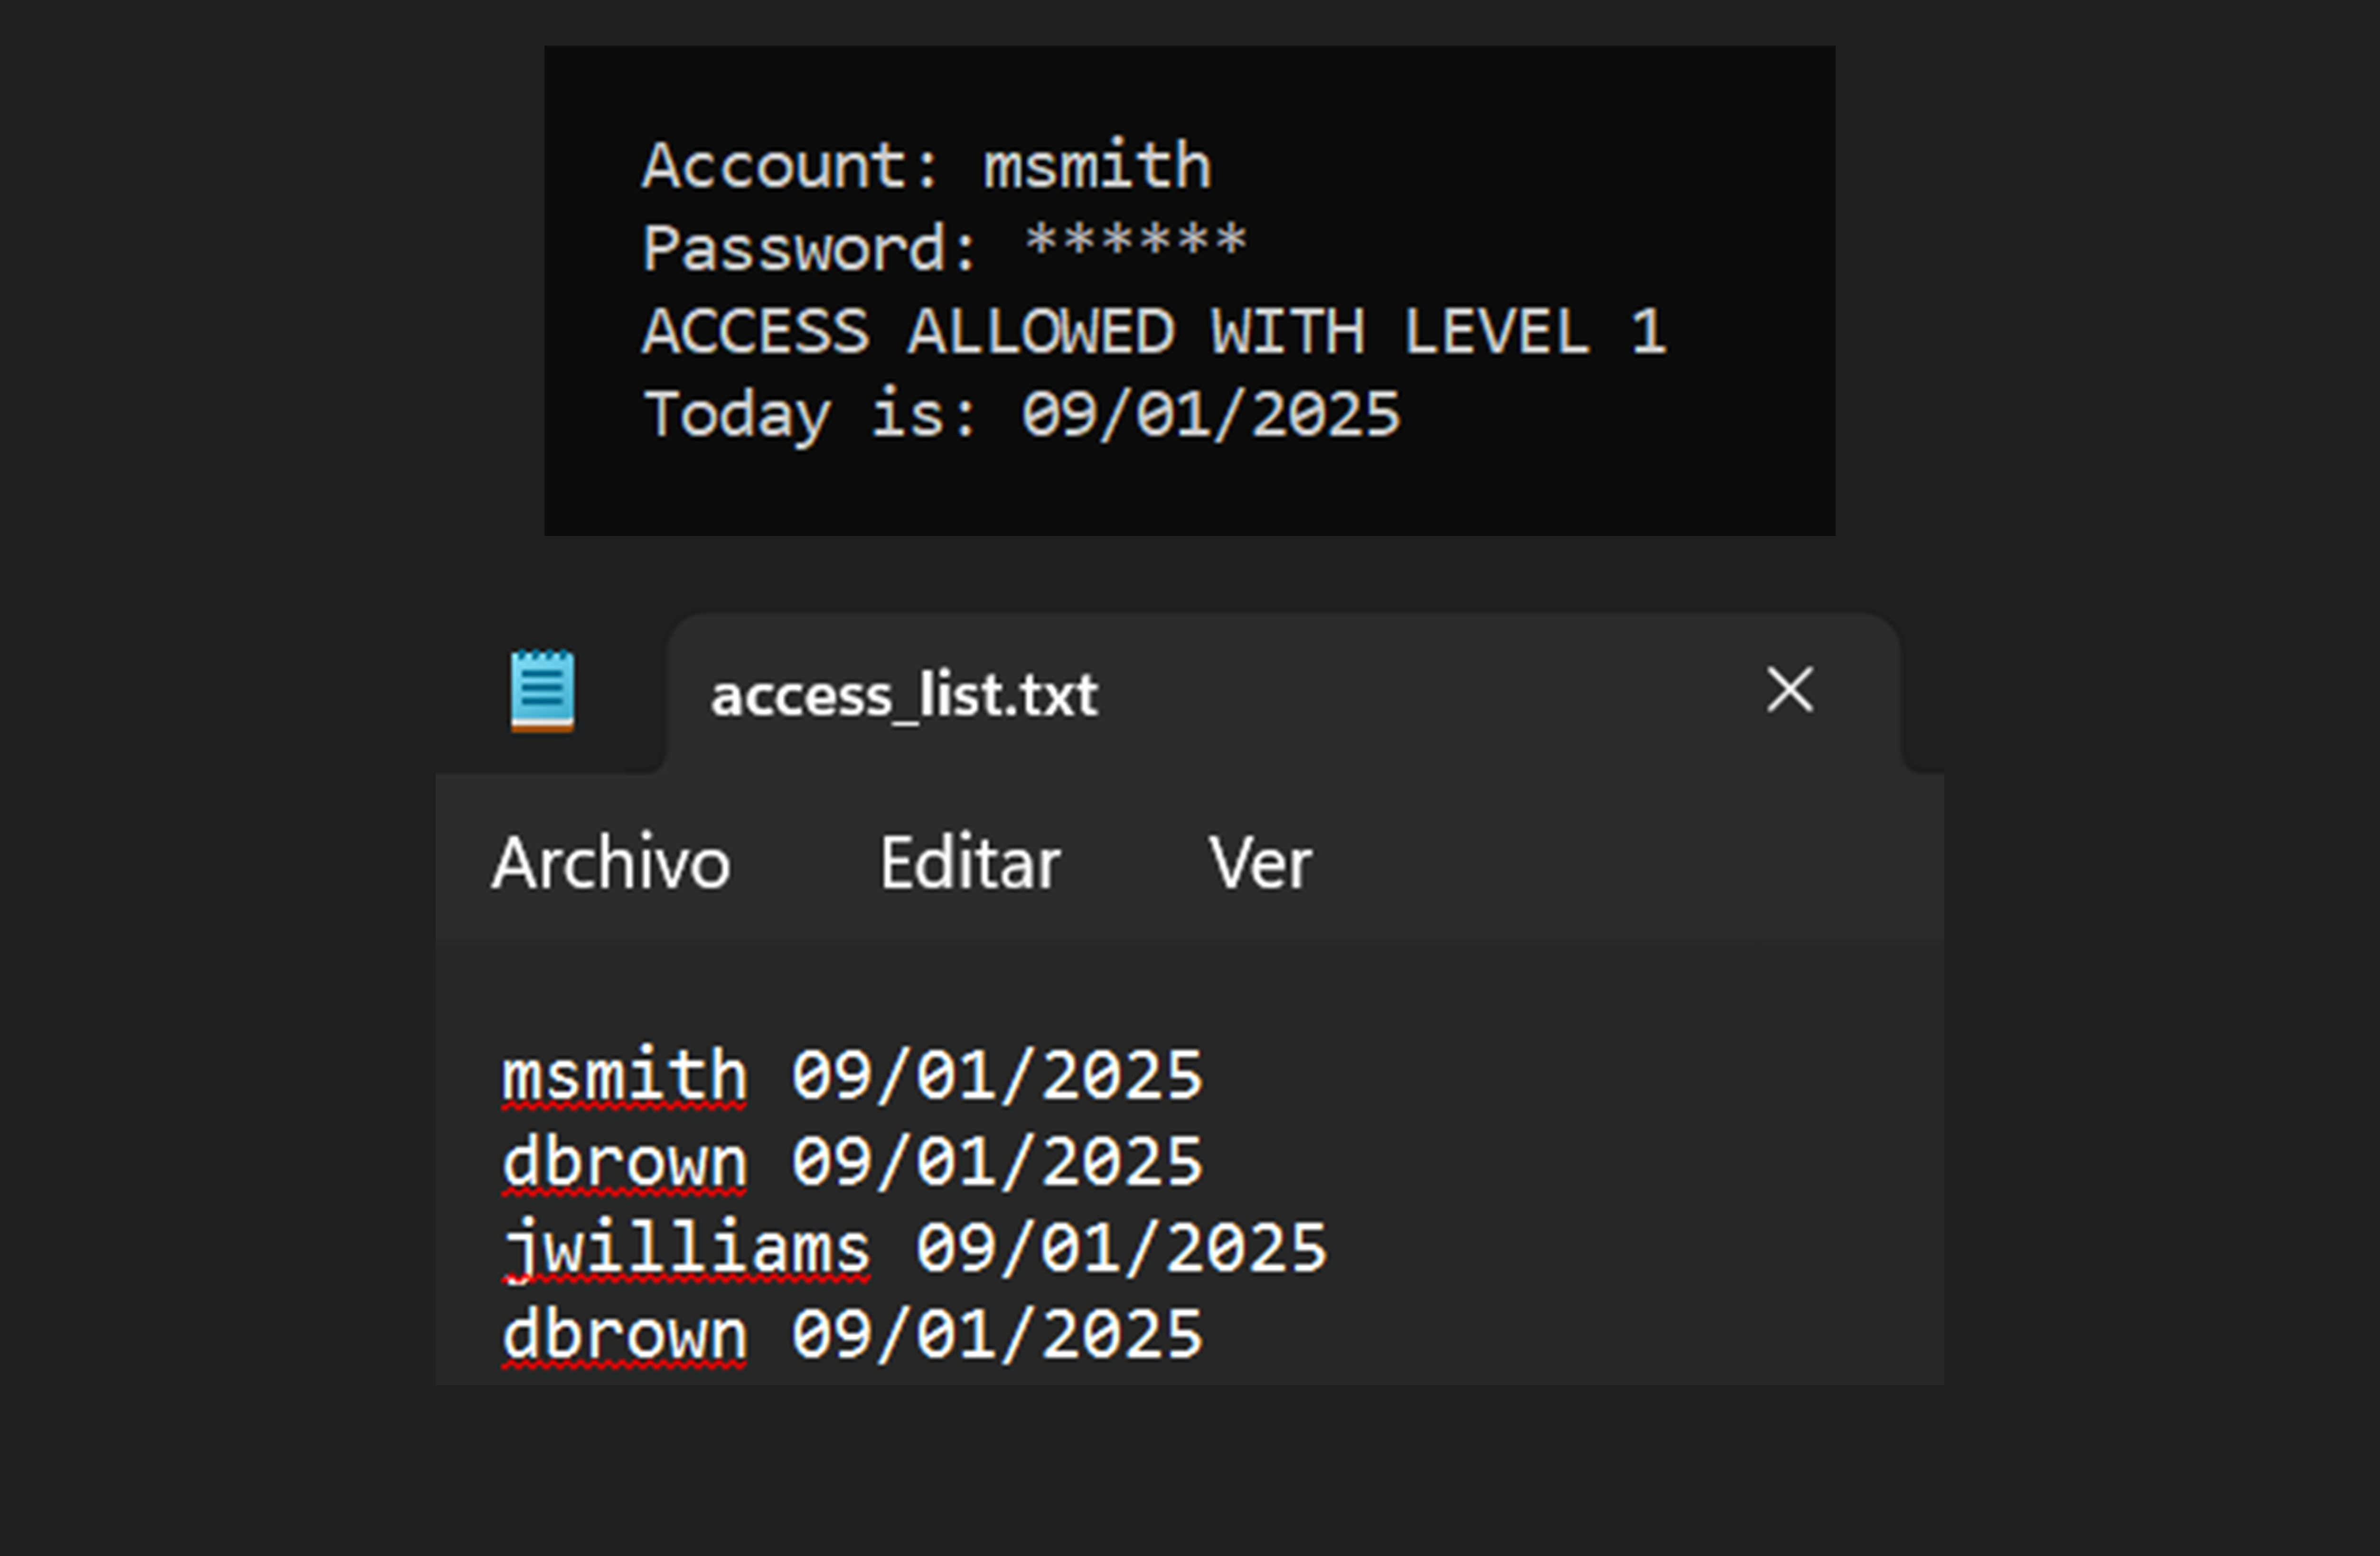 Account: msmith
Password: ******
ACCESS ALLOWED WITH LEVEL 1
Today is: 09/01/2025
access_list.txt
Archivo Editar Ver
msmith 09/01/2025
dbrown 09/01/2025
jwilliams 09/01/2025
dbrown 09/01/2025